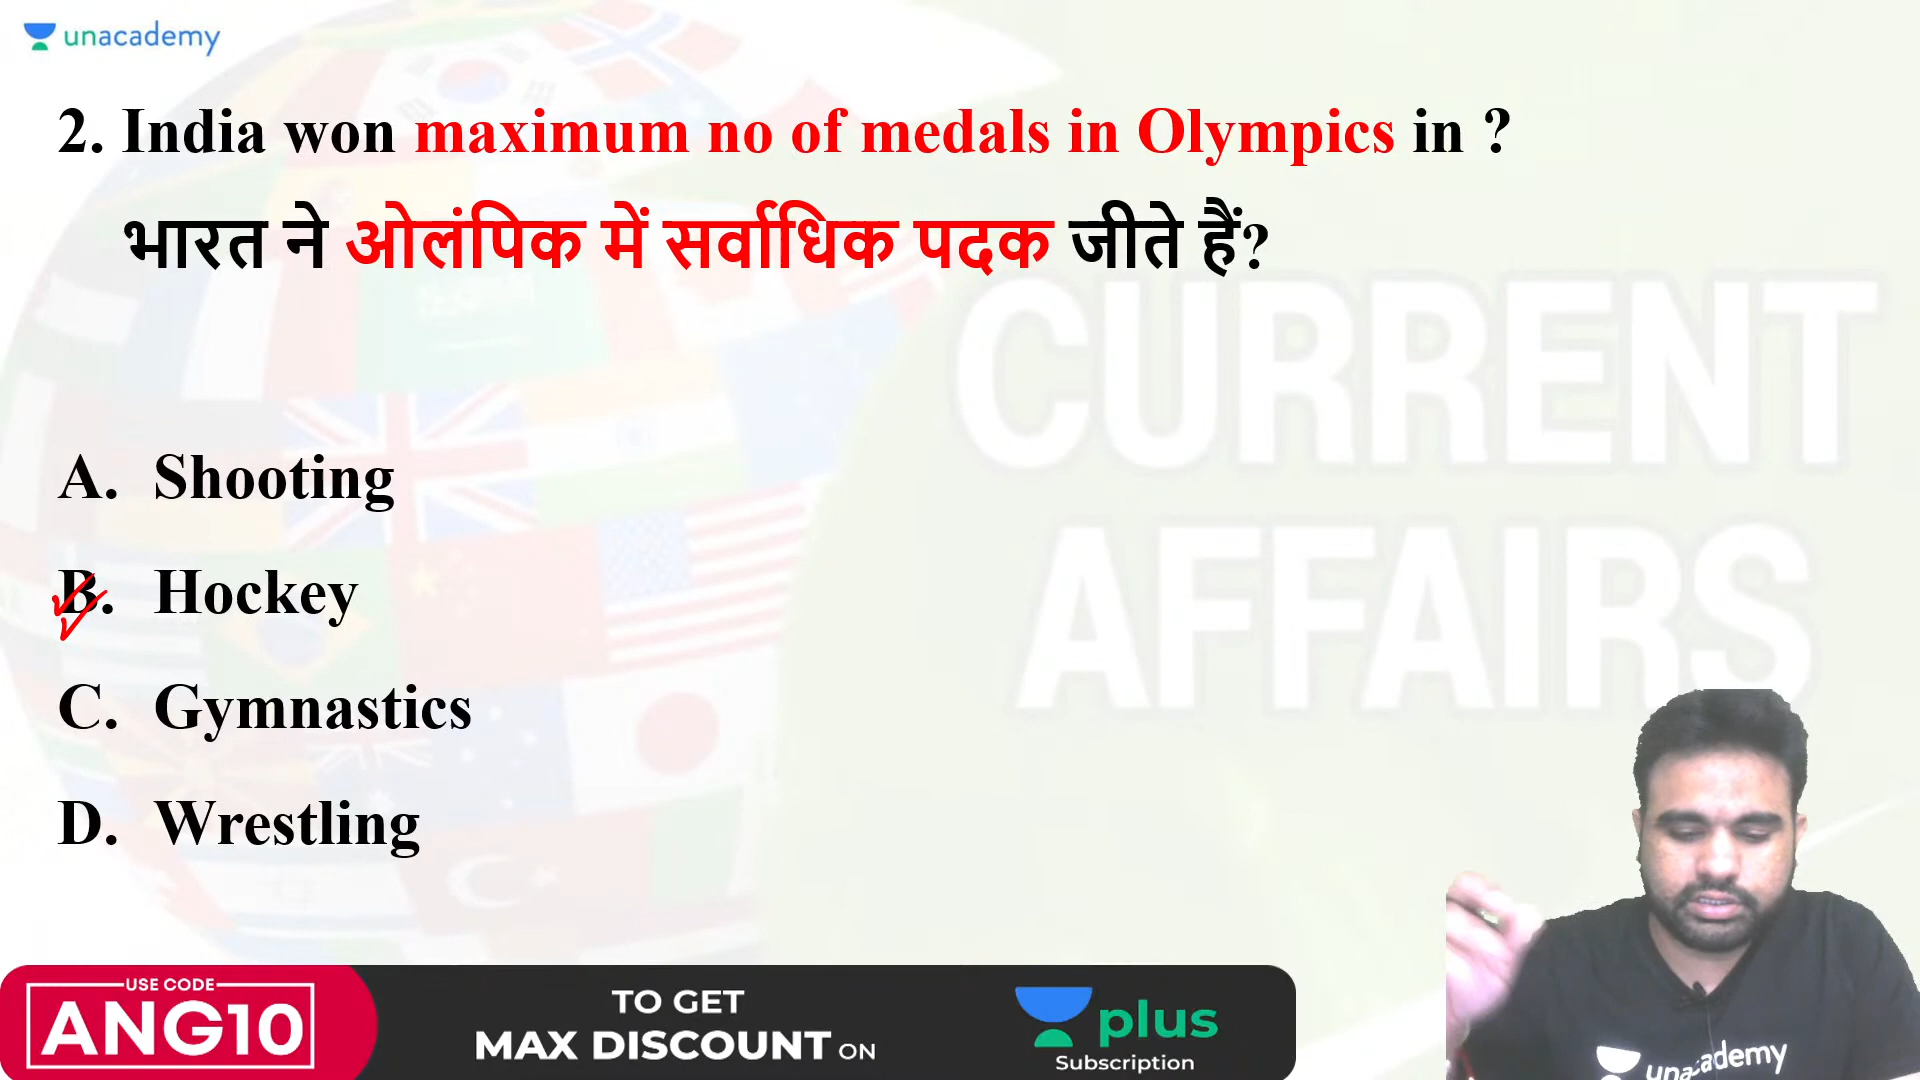 unacademy
2. India won maximum no of medals in Olympics in ?
भारत ने ओलंपिक में सर्वाधिक पदक जीते हैं?
CURRENT
AFFAIRS
A. Shooting
B. Hockey
C. Gymnastics
D. Wrestling
USE CODE
ANG10
TO GET
MAX DISCOUNT ON
plus
Subscription
unacademy